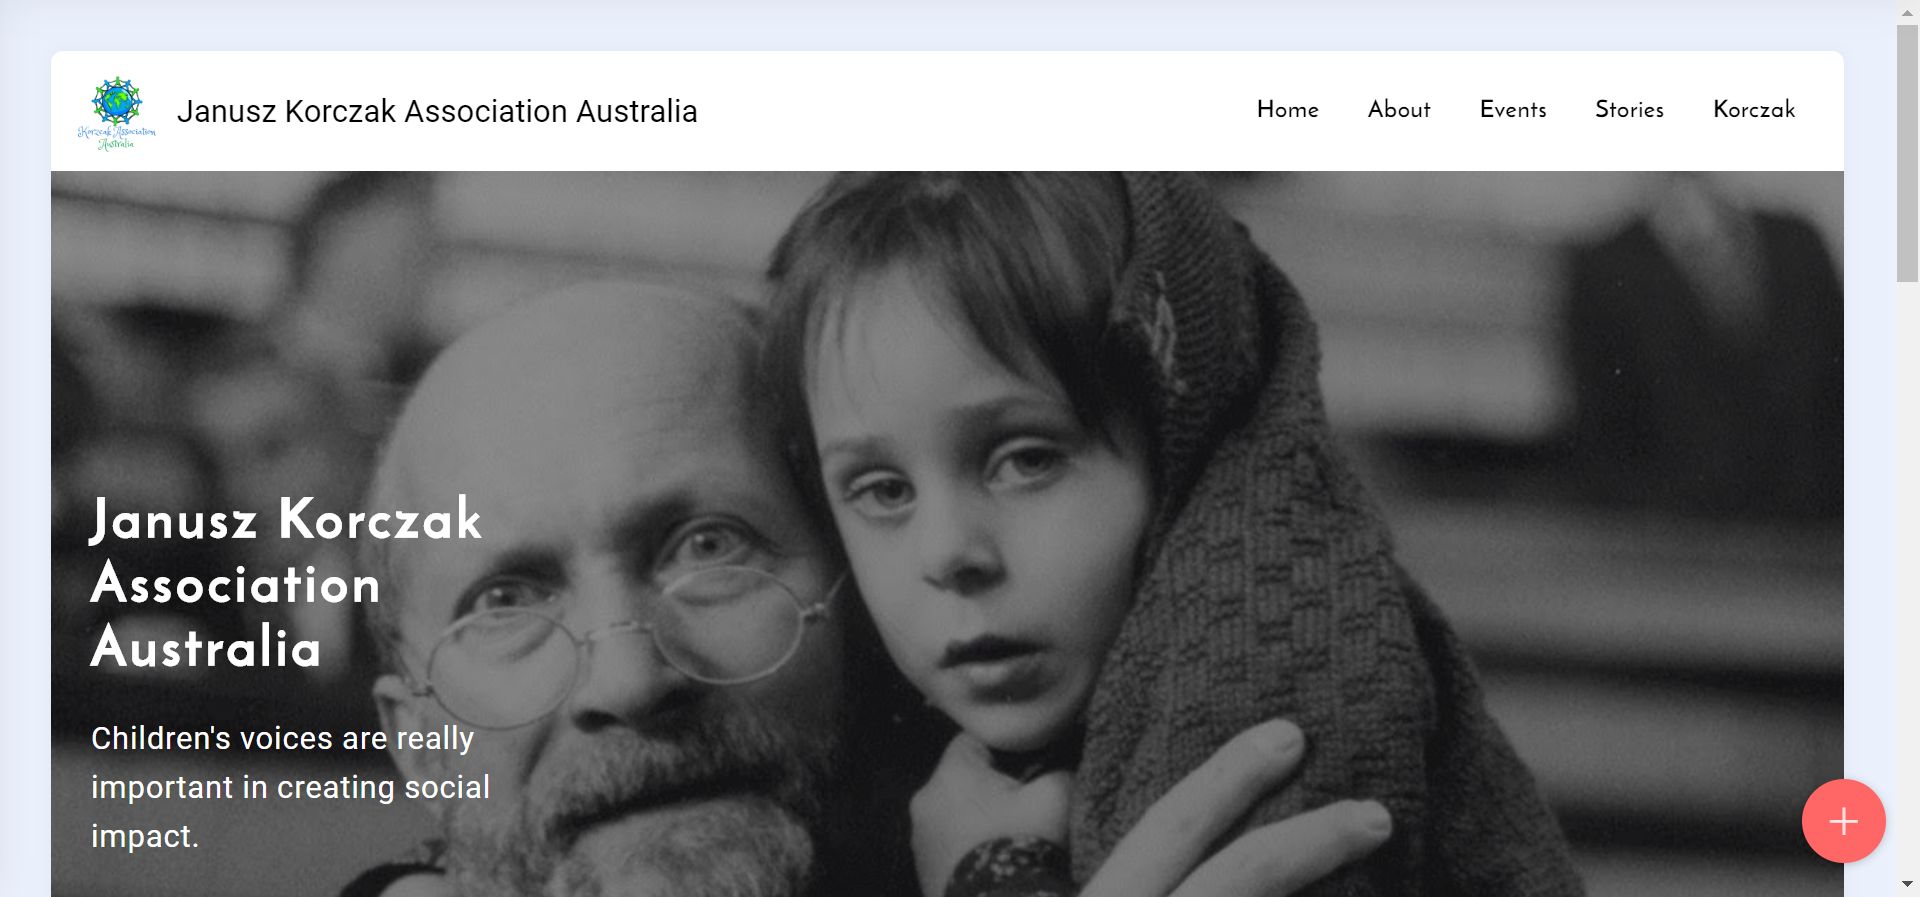 Korczak Association
Australia
Janusz Korczak Association Australia
Home About Events Stories Korczak
Janusz Korczak
Association
Australia
Children's voices are really
important in creating social
impact.